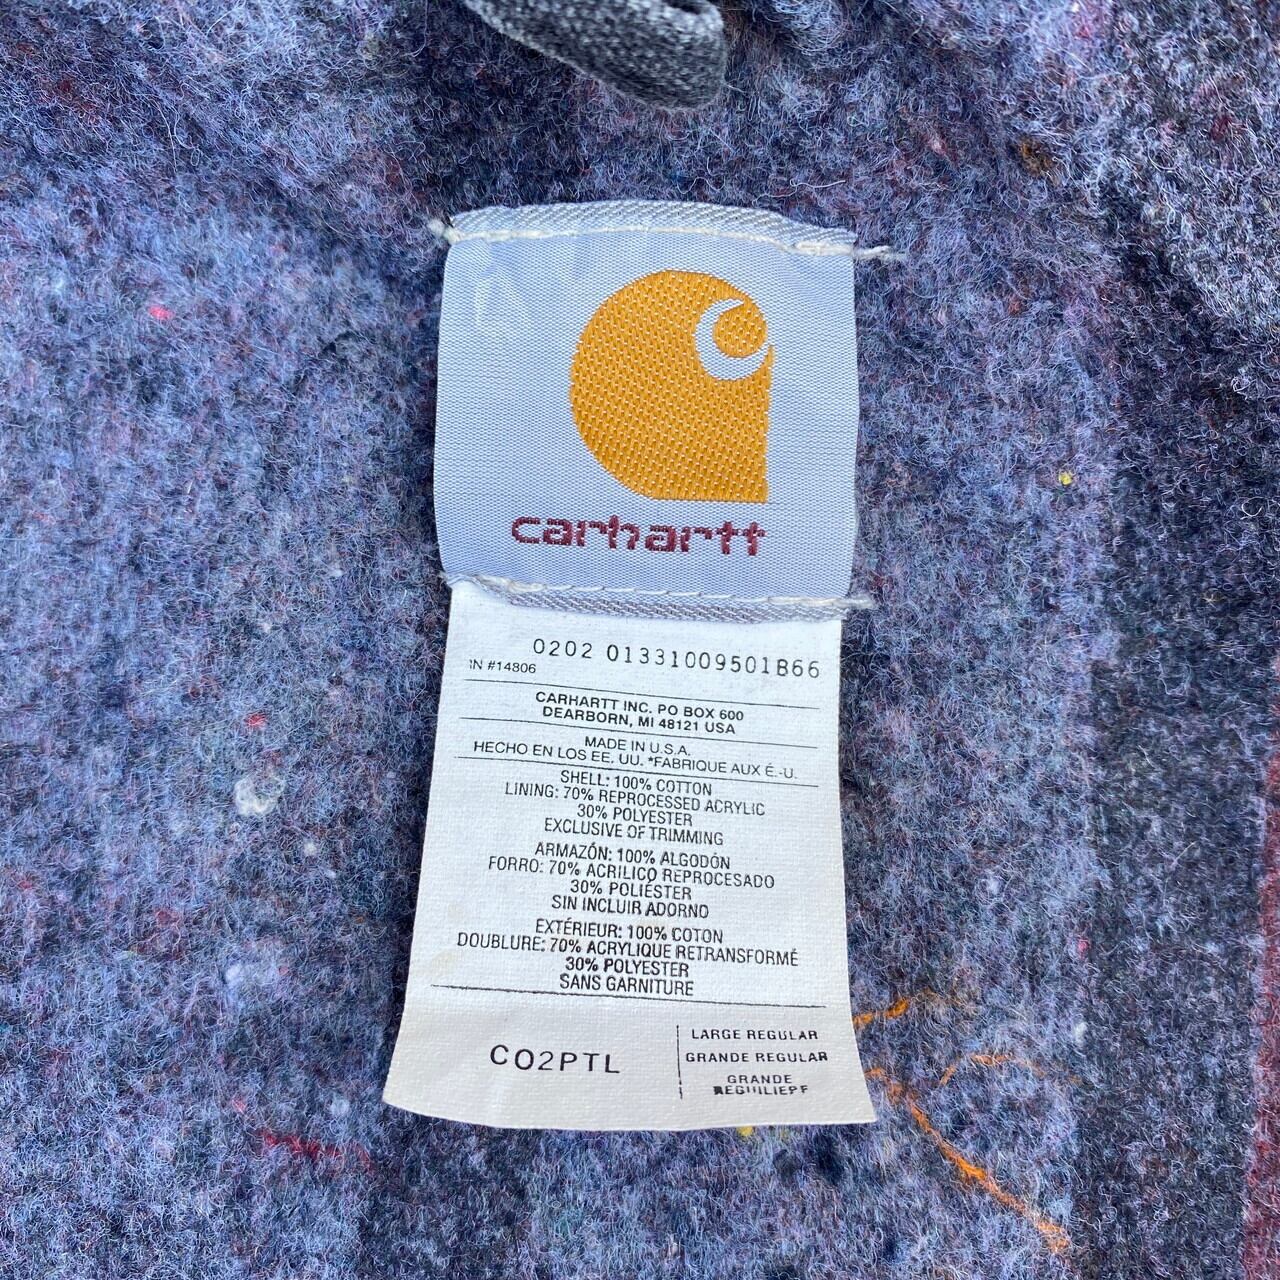 carhartt
0202 01331009501B66
RN #14806
CARHARTT INC. PO BOX 600
DEARBORN, MI 48121 USA
MADE IN U.S.A.
HECHO EN LOS EE. UU. *FABRIQUE AUX É.-U.
SHELL: 100% COTTON
LINING: 70% REPROCESSED ACRYLIC
30% POLYESTER
EXCLUSIVE OF TRIMMING
ARMAZÓN: 100% ALGODÓN
FORRO: 70% ACRILICO REPROCESADO
30% POLIÉSTER
SIN INCLUIR ADORNO
EXTÉRIEUR: 100% COTON
DOUBLURE: 70% ACRYLIQUE RETRANSFORMÉ
30% POLYESTER
SANS GARNITURE
CO2PTL
LARGE REGULAR
GRANDE REGULAR
GRANDE